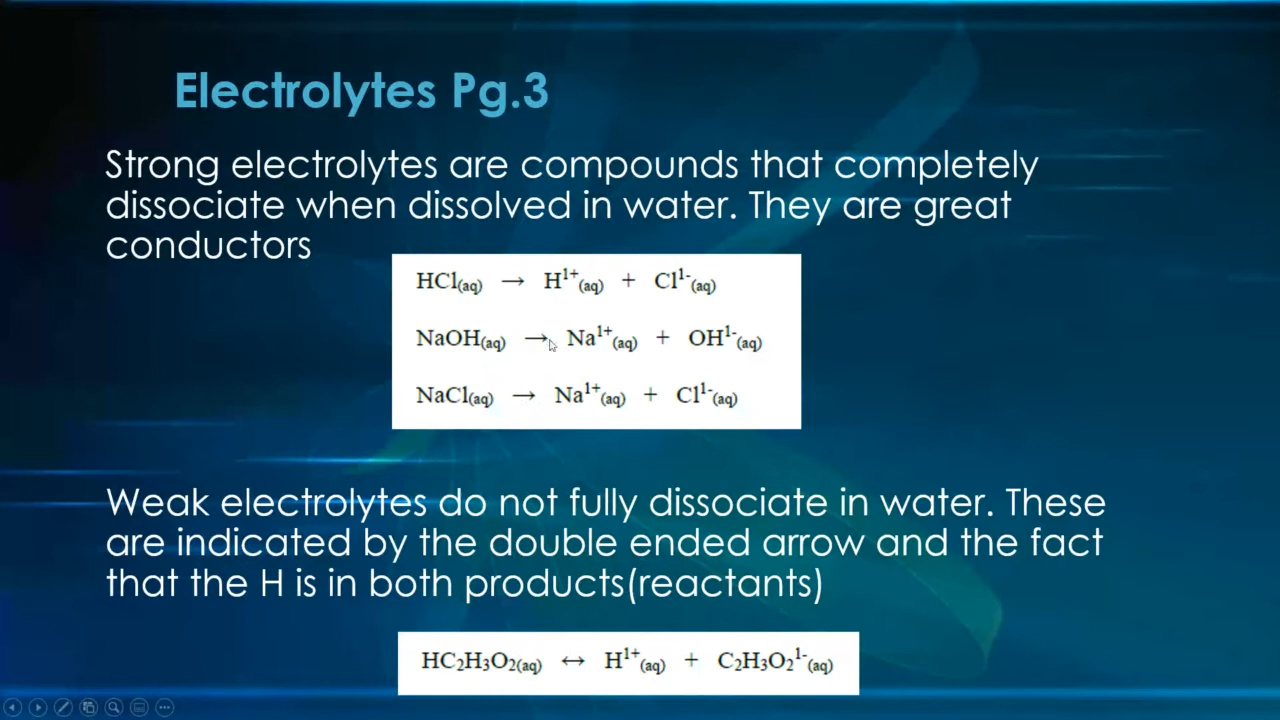 Electrolytes Pg.3
Strong electrolytes are compounds that completely
dissociate when dissolved in water. They are great
conductors
HCl(aq) → H¹⁺(aq) + Cl¹⁻(aq)
NaOH(aq) → Na¹⁺(aq) + OH¹⁻(aq)
NaCl(aq) → Na¹⁺(aq) + Cl¹⁻(aq)
Weak electrolytes do not fully dissociate in water. These
are indicated by the double ended arrow and the fact
that the H is in both products(reactants)
HC₂H₃O₂(aq) ↔ H¹⁺(aq) + C₂H₃O₂¹⁻(aq)